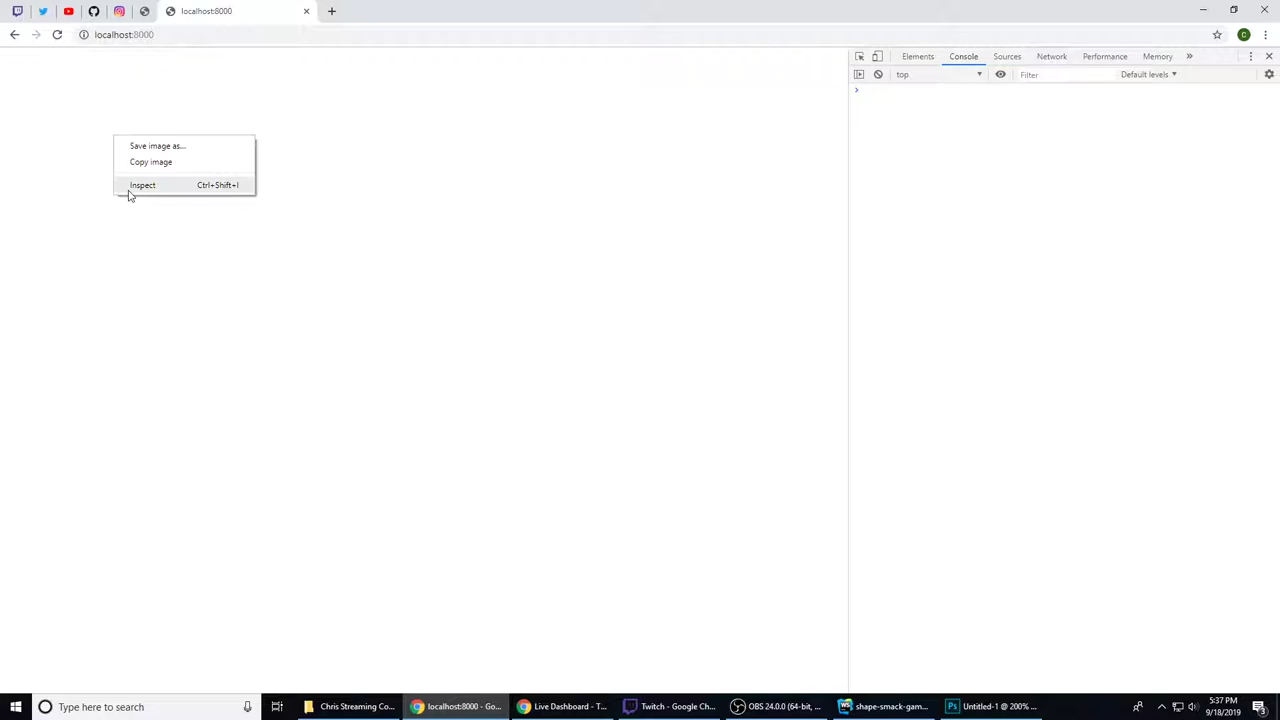 localhost:8000
localhost:8000
Elements Console Sources Network Performance Memory »
top Filter Default levels
Save image as...
Copy image
Inspect Ctrl+Shift+I
Type here to search
Chris Streaming Co...
localhost:8000 - Go...
Live Dashboard - T...
Twitch - Google Ch...
OBS 24.0.0 (64-bit, ...
shape-smack-gam...
Untitled-1 @ 200% ...
5:37 PM
9/18/2019